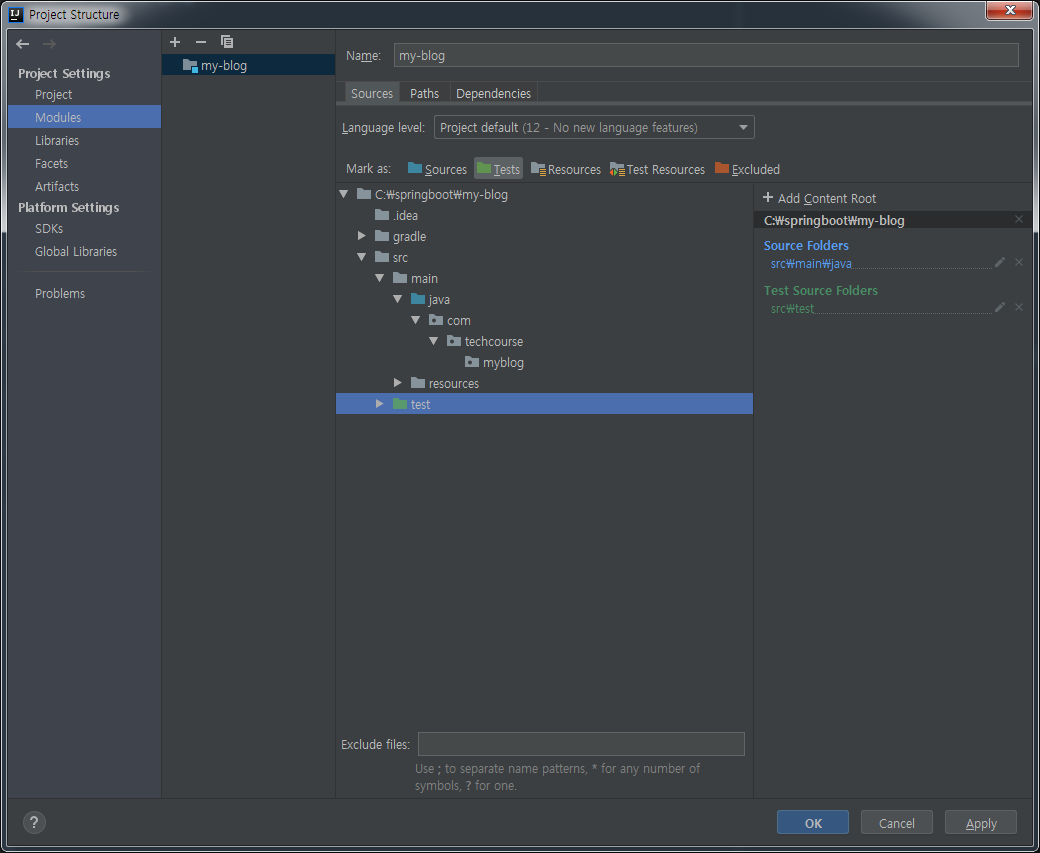 Project Structure
Project Settings
Project
Modules
Libraries
Facets
Artifacts
Platform Settings
SDKs
Global Libraries
Problems
my-blog
Name: my-blog
Sources Paths Dependencies
Language level: Project default (12 - No new language features)
Mark as: Sources Tests Resources Test Resources Excluded
C:₩springboot₩my-blog
.idea
gradle
src
main
java
com
techcourse
myblog
resources
test
+ Add Content Root
C:₩springboot₩my-blog
Source Folders
src₩main₩java
Test Source Folders
src₩test
Exclude files:
Use ; to separate name patterns, * for any number of
symbols, ? for one.
?
OK Cancel Apply